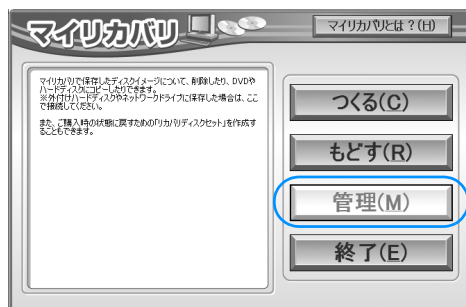 マイリカバリ
マイリカバリとは？(H)
マイリカバリで保存したディスクイメージについて、削除したり、DVDや
ハードディスクにコピーしたりできます。
※外付けハードディスクやネットワークドライブに保存した場合は、ここ
で接続してください。
また、ご購入時の状態に戻すための「リカバリディスクセット」を作成す
ることもできます。
つくる(C)
もどす(R)
管理(M)
終了(E)